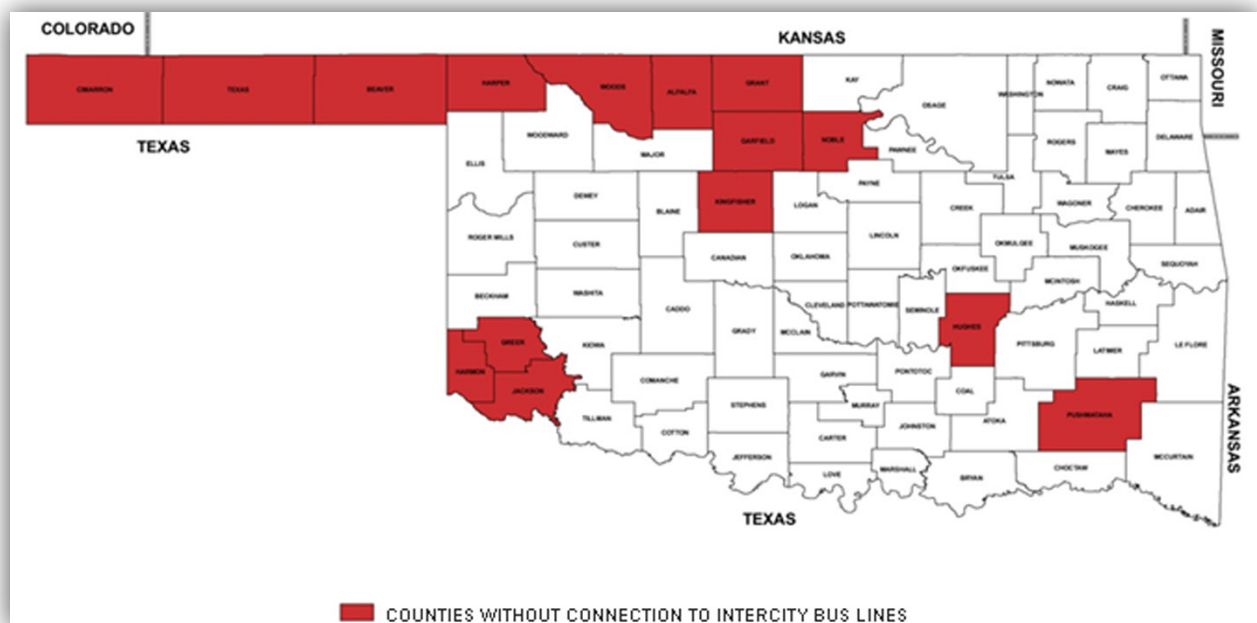 COLORADO
KANSAS
MISSOURI
CIMARRON
TEXAS
BEAVER
HARPER
WOODS
ALFALFA
GRANT
KAY
OSAGE
WASHINGTON
NOWATA
CRAIG
OTTAWA
TEXAS
ELLIS
WOODWARD
MAJOR
GARFIELD
NOBLE
PAWNEE
ROGERS
MAYES
DELAWARE
DEWEY
BLAINE
KINGFISHER
LOGAN
PAYNE
CREEK
TULSA
WAGONER
CHEROKEE
ADAIR
ROGER MILLS
CUSTER
CANADIAN
OKLAHOMA
LINCOLN
OKMULGEE
MUSKOGEE
SEQUOYAH
OKFUSKEE
MCINTOSH
HASKELL
BECKHAM
WASHITA
CADDO
GRADY
CLEVELAND
POTTAWATOMIE
SEMINOLE
MCCLAIN
HUGHES
PITTSBURG
LATIMER
LE FLORE
GREER
KIOWA
HARMON
JACKSON
COMANCHE
GARVIN
PONTOTOC
COAL
TILLMAN
STEPHENS
MURRAY
ATOKA
PUSHMATAHA
ARKANSAS
COTTON
CARTER
JOHNSTON
JEFFERSON
LOVE
MARSHALL
BRYAN
CHOCTAW
MCCURTAIN
TEXAS
COUNTIES WITHOUT CONNECTION TO INTERCITY BUS LINES